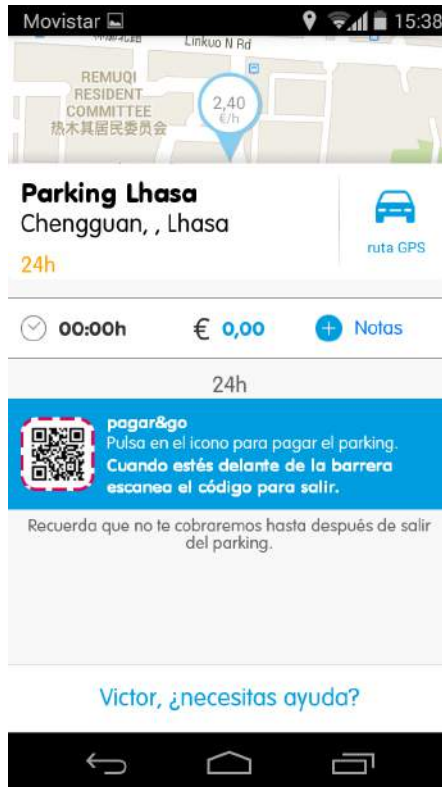 Movistar 15:38
Linkuo N Rd
REMUQI
RESIDENT
COMMITTEE
热木其居民委员会
2,40
€/h
Parking Lhasa
Chengguan, , Lhasa
24h
ruta GPS
00:00h € 0,00 + Notas
24h
pagar&go
Pulsa en el icono para pagar el parking.
Cuando estés delante de la barrera
escanea el código para salir.
Recuerda que no te cobraremos hasta después de salir
del parking.
Victor, ¿necesitas ayuda?